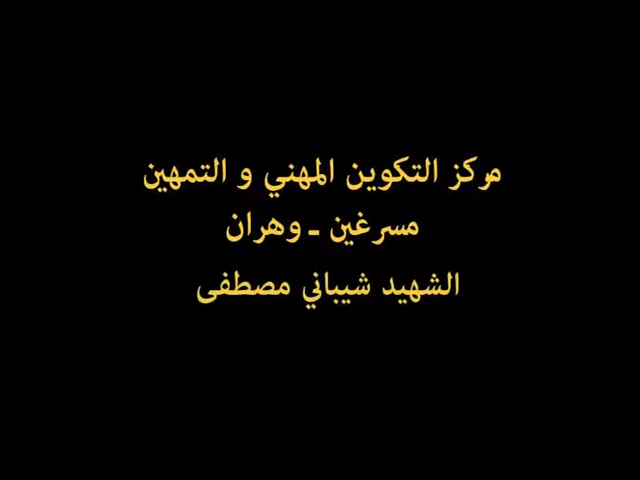 مركز التكوين المهني و التمهين
مسرغين - وهران
الشهيد شيباني مصطفى